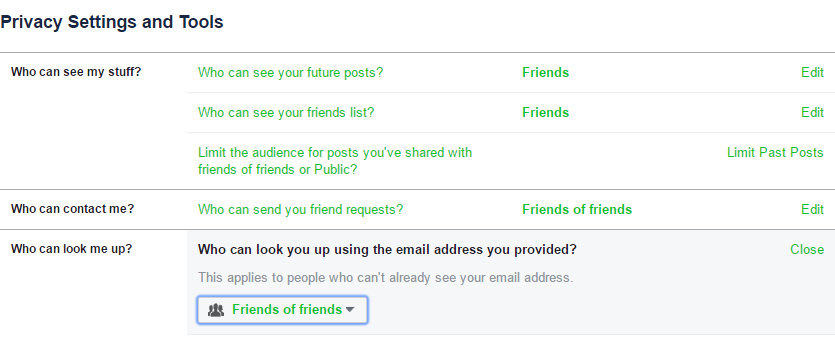 Privacy Settings and Tools
Who can see my stuff? Who can see your future posts? Friends Edit
Who can see your friends list? Friends Edit
Limit the audience for posts you've shared with
friends of friends or Public? Limit Past Posts
Who can contact me? Who can send you friend requests? Friends of friends Edit
Who can look me up? Who can look you up using the email address you provided? Close
This applies to people who can't already see your email address.
Friends of friends